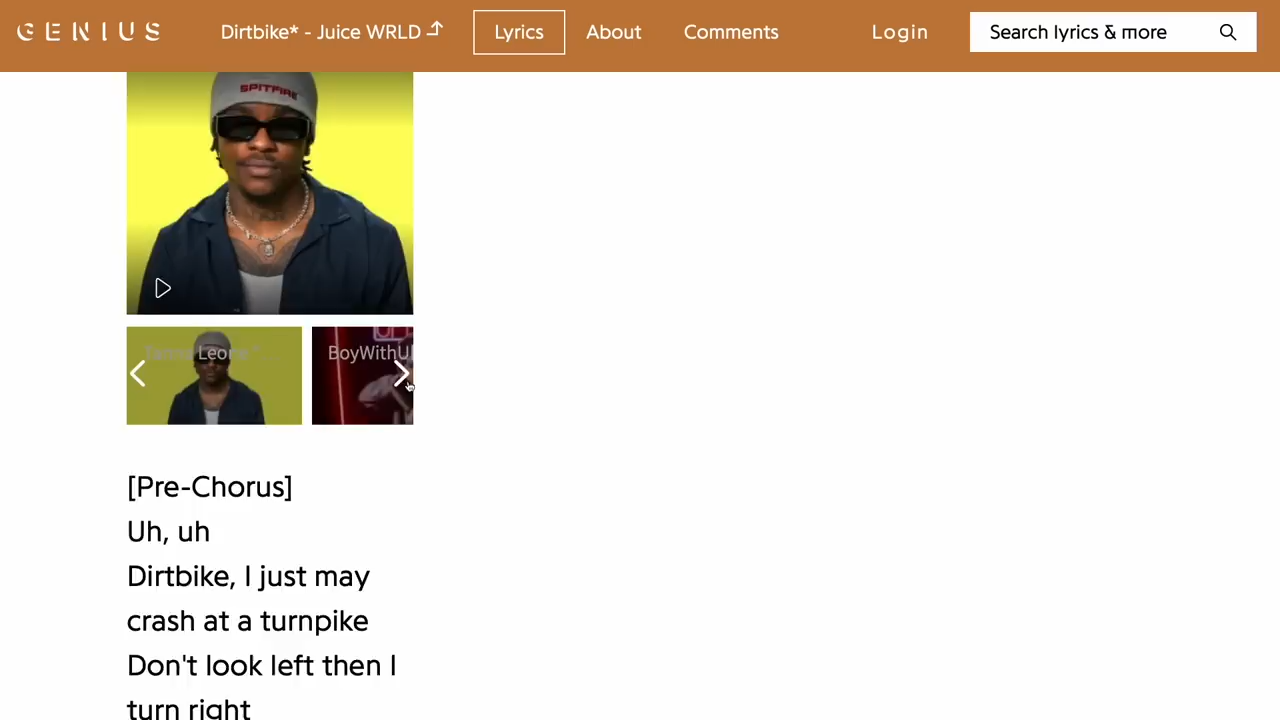 GENIUS
Dirtbike* - Juice WRLD
Lyrics
About
Comments
Login
Search lyrics & more
SPITFIRE
Leone
BoyWithU
[Pre-Chorus]
Uh, uh
Dirtbike, I just may
crash at a turnpike
Don't look left then I
turn right